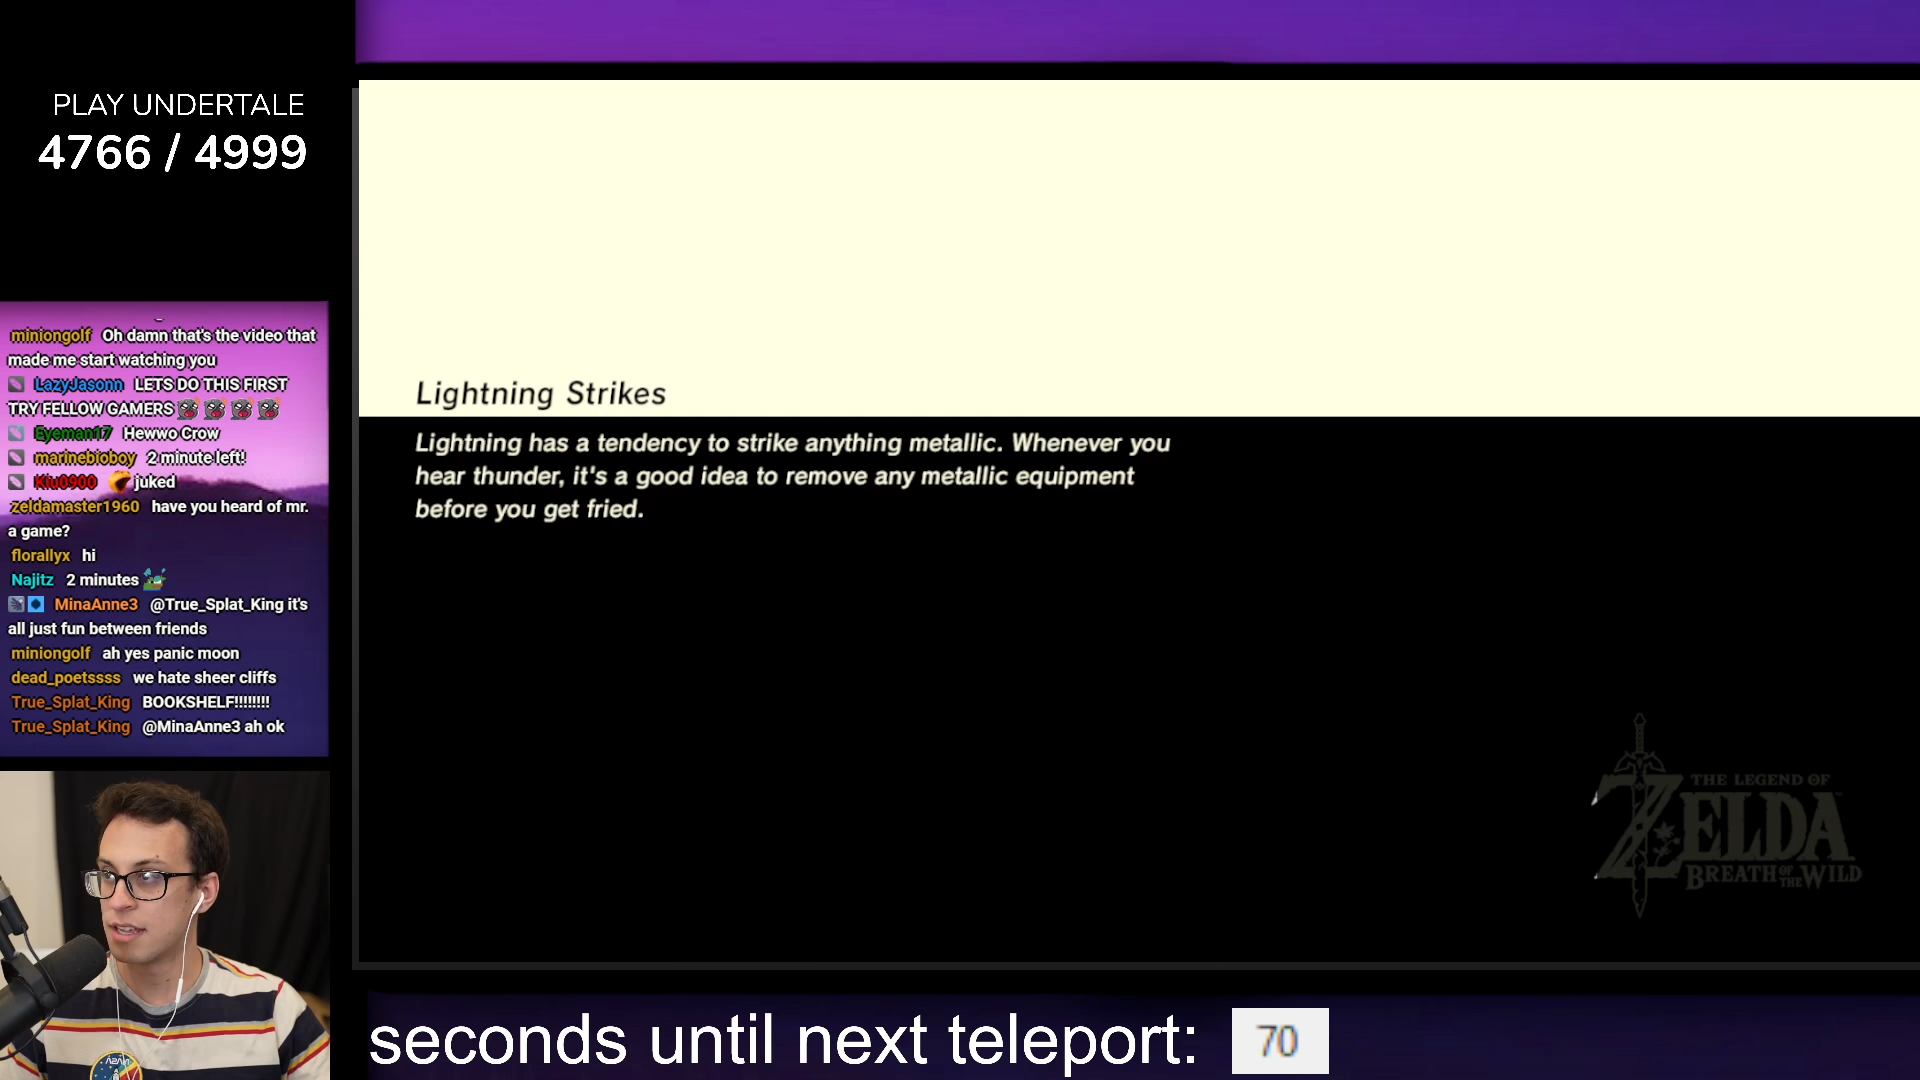 PLAY UNDERTALE
4766 / 4999
miniongolf Oh damn that's the video that
made me start watching you
LazyJasonn LETS DO THIS FIRST
TRY FELLOW GAMERS
Eyeman17 Hewwo Crow
marinebioboy 2 minute left!
Kiu0900 juked
zeldamaster1960 have you heard of mr.
a game?
florallyx hi
Najitz 2 minutes
MinaAnne3 @True_Splat_King it's
all just fun between friends
miniongolf ah yes panic moon
dead_poetssss we hate sheer cliffs
True_Splat_King BOOKSHELF!!!!!!!!
True_Splat_King @MinaAnne3 ah ok
Lightning Strikes
Lightning has a tendency to strike anything metallic. Whenever you
hear thunder, it's a good idea to remove any metallic equipment
before you get fried.
THE LEGEND OF
ZELDA
BREATH OF THE WILD
seconds until next teleport: 70